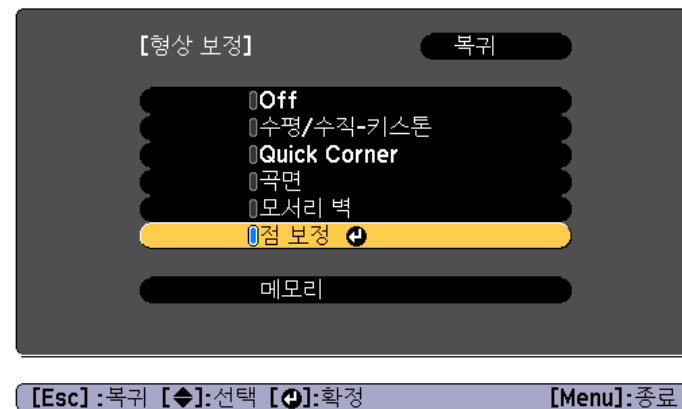 [형상 보정] 복귀
Off
수평/수직-키스톤
Quick Corner
곡면
모서리 벽
점 보정
메모리
[Esc] :복귀 [◆]:선택 [↵]:확정 [Menu]:종료